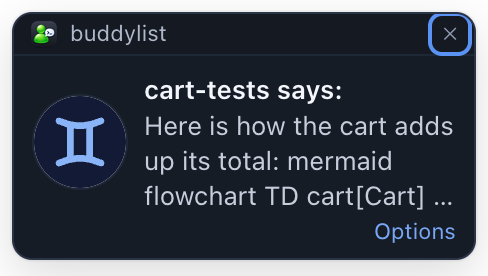 buddylist
cart-tests says:
Here is how the cart adds
up its total: mermaid
flowchart TD cart[Cart] ...
Options